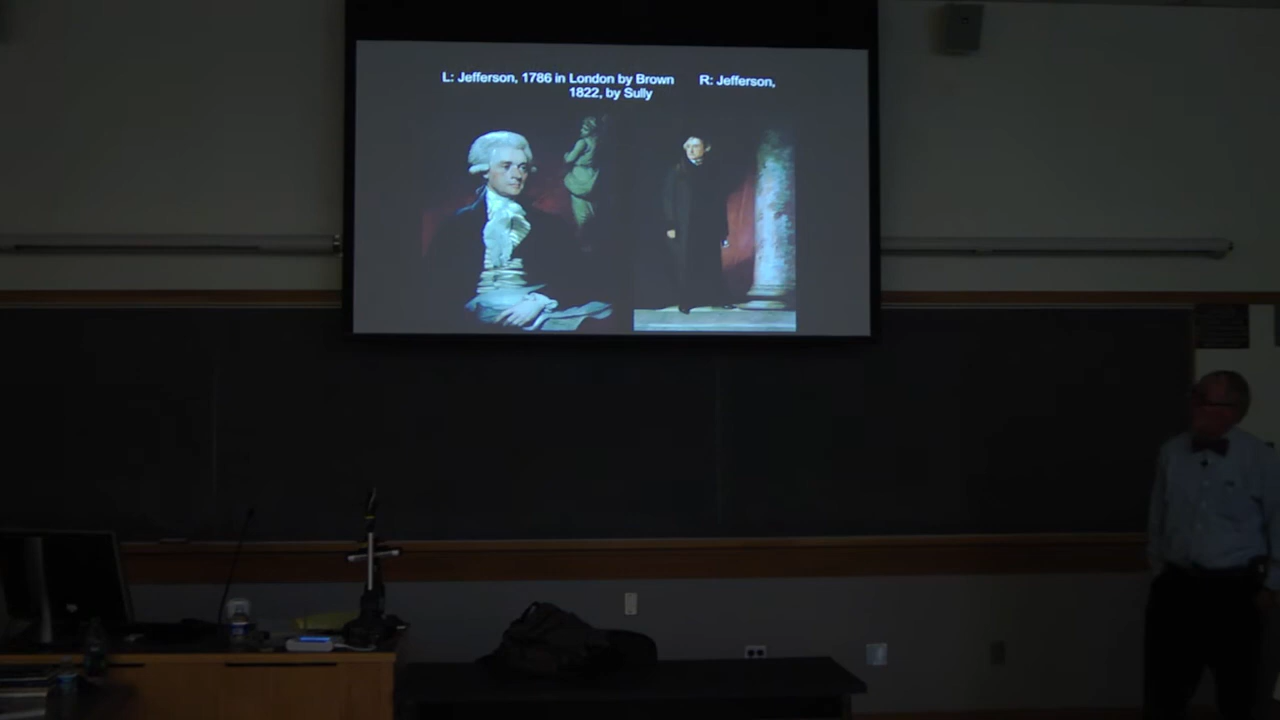 L: Jefferson, 1786 in London by Brown R: Jefferson,
1822, by Sully